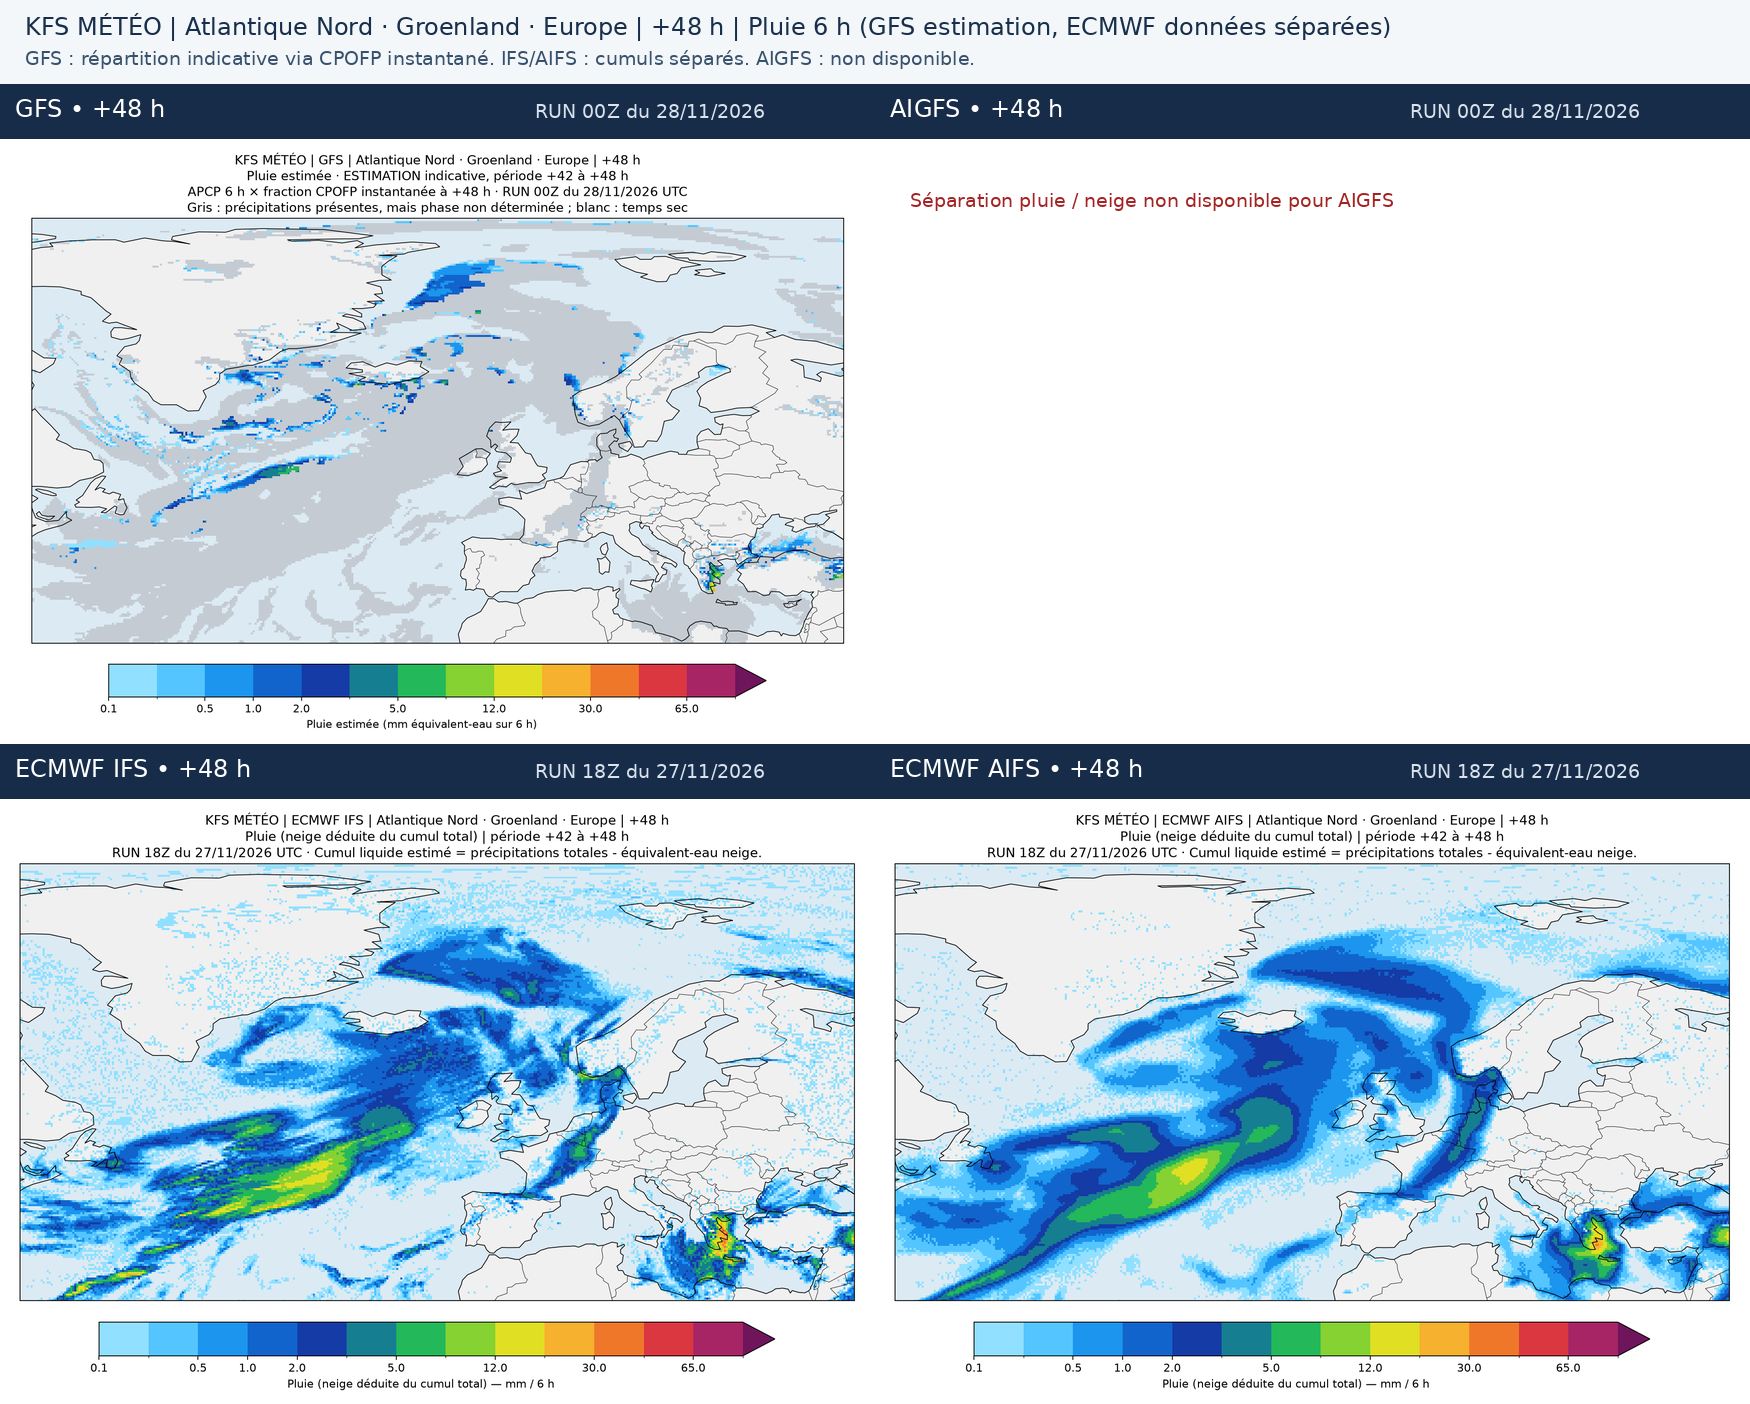 KFS MÉTÉO | Atlantique Nord · Groenland · Europe | +48 h | Pluie 6 h (GFS estimation, ECMWF données séparées)
GFS : répartition indicative via CPOFP instantané. IFS/AIFS : cumuls séparés. AIGFS : non disponible.
GFS • +48 h
RUN 00Z du 28/11/2026
AIGFS • +48 h
RUN 00Z du 28/11/2026
KFS MÉTÉO | GFS | Atlantique Nord · Groenland · Europe | +48 h
Pluie estimée · ESTIMATION indicative, période +42 à +48 h
APCP 6 h × fraction CPOFP instantanée à +48 h · RUN 00Z du 28/11/2026 UTC
Gris : précipitations présentes, mais phase non déterminée ; blanc : temps sec
Séparation pluie / neige non disponible pour AIGFS
0.1 0.5 1.0 2.0 5.0 12.0 30.0 65.0
Pluie estimée (mm équivalent-eau sur 6 h)
ECMWF IFS • +48 h
RUN 18Z du 27/11/2026
ECMWF AIFS • +48 h
RUN 18Z du 27/11/2026
KFS MÉTÉO | ECMWF IFS | Atlantique Nord · Groenland · Europe | +48 h
Pluie (neige déduite du cumul total) | période +42 à +48 h
RUN 18Z du 27/11/2026 UTC · Cumul liquide estimé = précipitations totales - équivalent-eau neige.
0.1 0.5 1.0 2.0 5.0 12.0 30.0 65.0
Pluie (neige déduite du cumul total) — mm / 6 h
KFS MÉTÉO | ECMWF AIFS | Atlantique Nord · Groenland · Europe | +48 h
Pluie (neige déduite du cumul total) | période +42 à +48 h
RUN 18Z du 27/11/2026 UTC · Cumul liquide estimé = précipitations totales - équivalent-eau neige.
0.1 0.5 1.0 2.0 5.0 12.0 30.0 65.0
Pluie (neige déduite du cumul total) — mm / 6 h